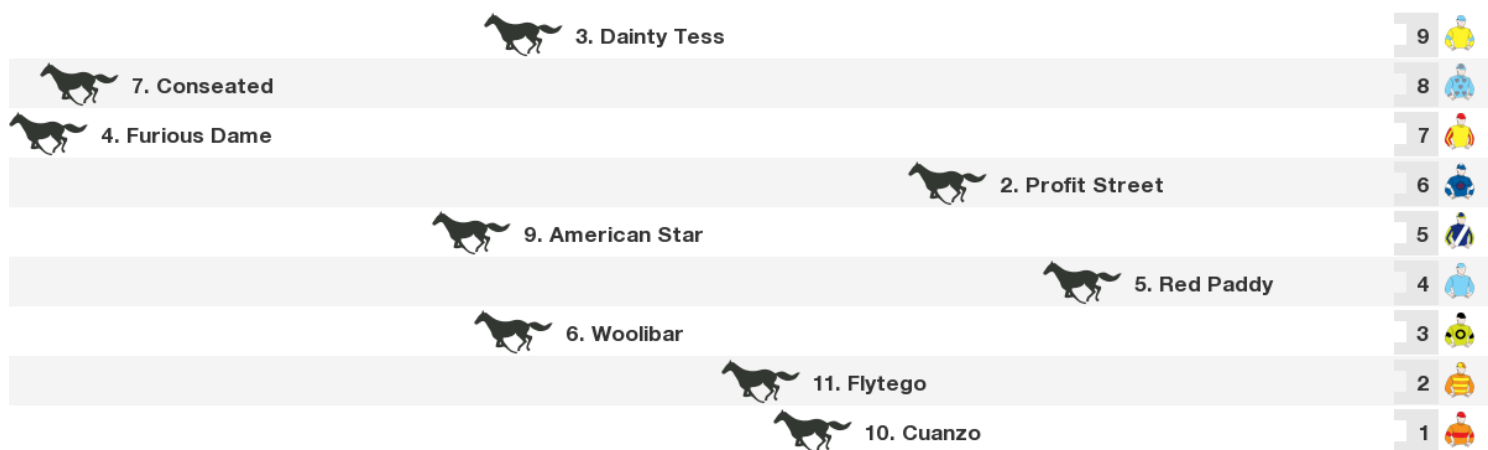 3. Dainty Tess 9
7. Conseated 8
4. Furious Dame 7
2. Profit Street 6
9. American Star 5
5. Red Paddy 4
6. Woolibar 3
11. Flytego 2
10. Cuanzo 1